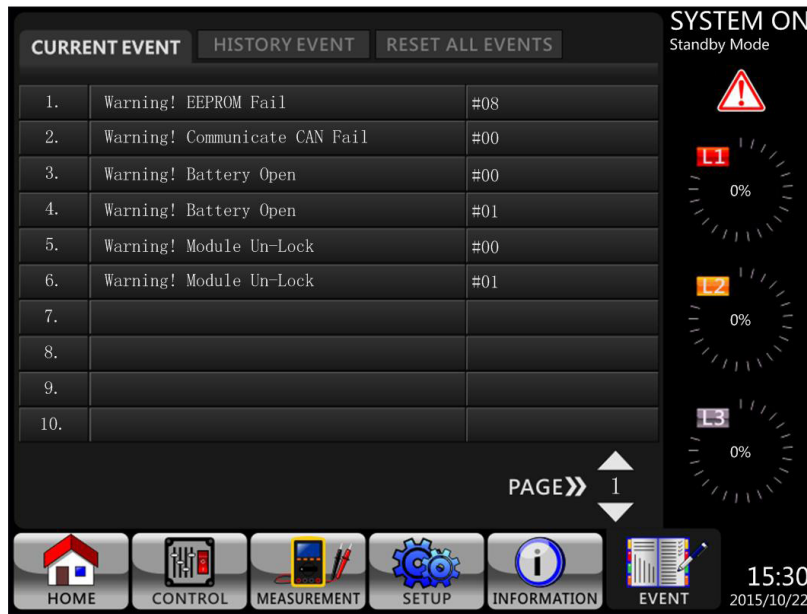 SYSTEM ON
Standby Mode
CURRENT EVENT
HISTORY EVENT
RESET ALL EVENTS
1. Warning! EEPROM Fail #08
2. Warning! Communicate CAN Fail #00
3. Warning! Battery Open #00
4. Warning! Battery Open #01
5. Warning! Module Un-Lock #00
6. Warning! Module Un-Lock #01
7.
8.
9.
10.
L1
0%
L2
0%
L3
0%
PAGE 1
HOME
CONTROL
MEASUREMENT
SETUP
INFORMATION
EVENT
15:30
2015/10/22